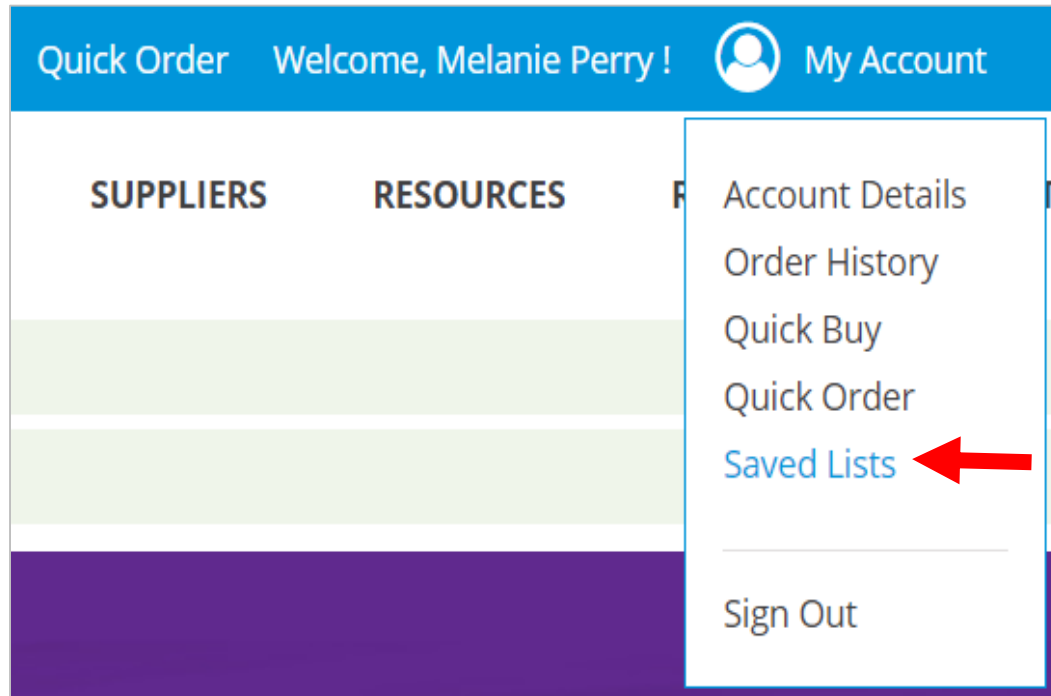 Quick Order Welcome, Melanie Perry ! My Account
SUPPLIERS RESOURCES
Account Details
Order History
Quick Buy
Quick Order
Saved Lists
Sign Out